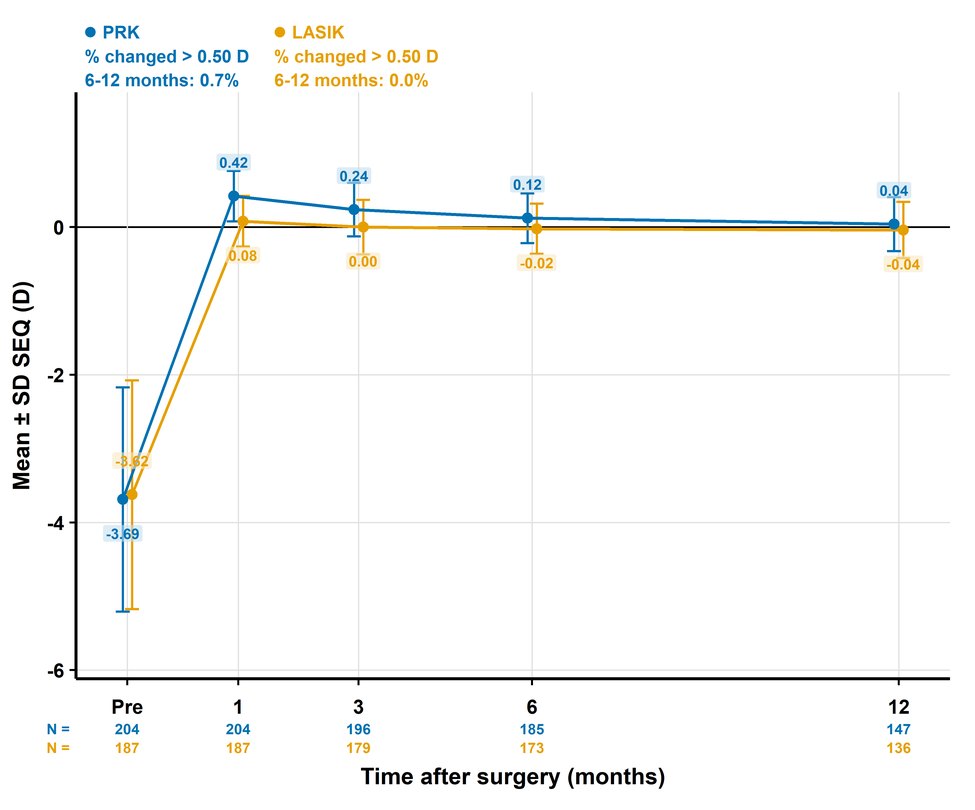 PRK LASIK
% changed > 0.50 D % changed > 0.50 D
6-12 months: 0.7% 6-12 months: 0.0%
0.42
0.24
0.12
0.04
0
0.08
0.00
-0.02
-0.04
Mean ± SD SEQ (D)
-2
-3.62
-3.69
-4
-6
Pre 1 3 6 12
N = 204 204 196 185 147
N = 187 187 179 173 136
Time after surgery (months)